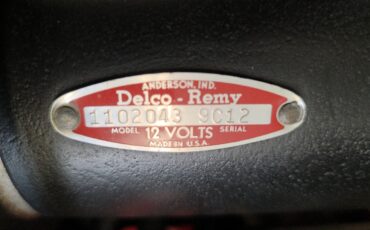 ANDERSON, IND.
Delco-Remy
1102043 9C12
MODEL 12 VOLTS SERIAL
MADE IN U.S.A.